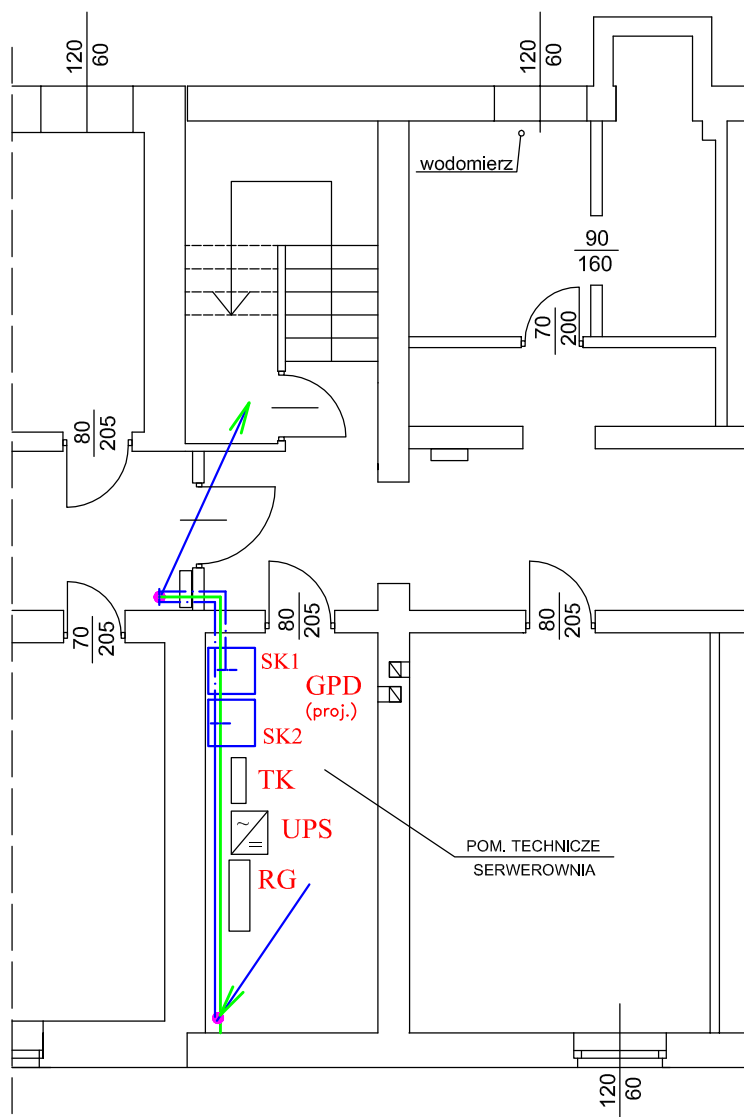 120
60
120
60
wodomierz
90
160
70
200
80
205
70
205
80
205
80
205
SK1
GPD
(proj.)
SK2
TK
~
=
UPS
RG
POM. TECHNICZE
SERWEROWNIA
120
60